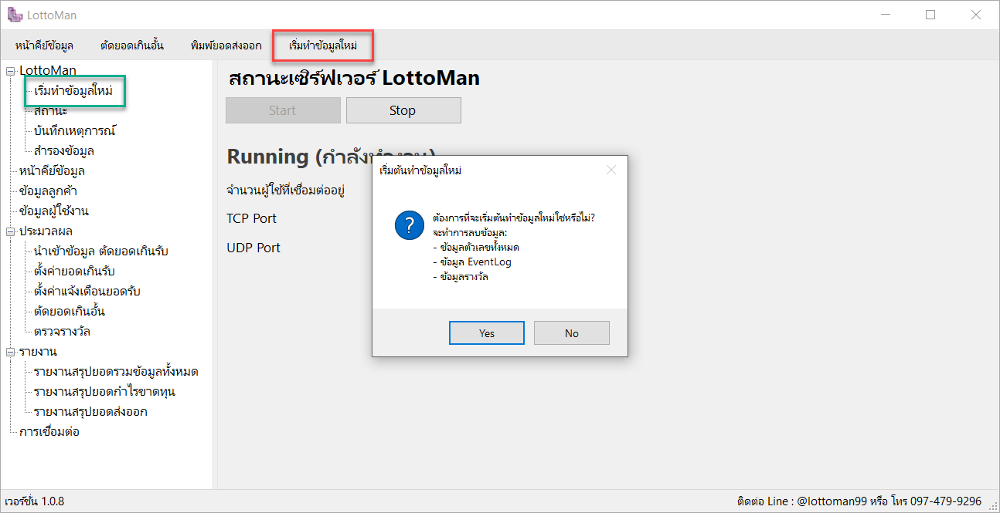 LottoMan
หน้าคีย์ข้อมูล ตัดยอดเกินอั้น พิมพ์ยอดส่งออก เริ่มทำข้อมูลใหม่
LottoMan
เริ่มทำข้อมูลใหม่
สถานะ
บันทึกเหตุการณ์
สำรองข้อมูล
หน้าคีย์ข้อมูล
ข้อมูลลูกค้า
ข้อมูลผู้ใช้งาน
ประมวลผล
นำเข้าข้อมูล ตัดยอดเกินรับ
ตั้งค่ายอดเกินรับ
ตั้งค่าแจ้งเตือนยอดรับ
ตัดยอดเกินอั้น
ตรวจรางวัล
รายงาน
รายงานสรุปยอดรวมข้อมูลทั้งหมด
รายงานสรุปยอดกำไรขาดทุน
รายงานสรุปยอดส่งออก
การเชื่อมต่อ
สถานะเซิร์ฟเวอร์ LottoMan
Start Stop
Running (กำลังทำงาน)
จำนวนผู้ใช้ที่เชื่อมต่ออยู่
TCP Port
UDP Port
เริ่มต้นทำข้อมูลใหม่
ต้องการที่จะเริ่มต้นทำข้อมูลใหม่ใช่หรือไม่?
จะทำการลบข้อมูล:
- ข้อมูลตัวเลขทั้งหมด
- ข้อมูล EventLog
- ข้อมูลรางวัล
Yes No
เวอร์ชั่น 1.0.8
ติดต่อ Line : @lottoman99 หรือ โทร 097-479-9296